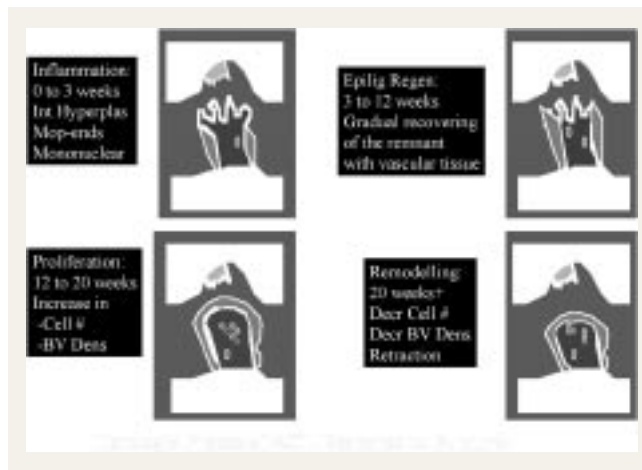 Inflammation:
0 to 3 weeks
Int Hyperplas
Mop-ends
Mononuclear
Epilig Regen:
3 to 12 weeks
Gradual recovering
of the remnant
with vascular tissue
Proliferation:
12 to 20 weeks
Increase in
-Cell #
-BV Dens
Remodelling
20 weeks+
Decr Cell #
Decr BV Dens
Retraction